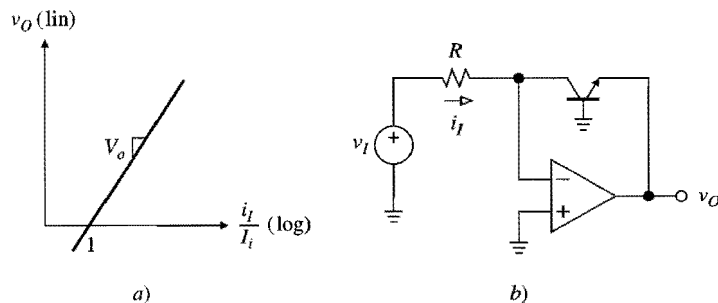 v_O (lin)
V_o
1
i_I / I_i (log)
a)
R
i_I
v_I
+
−
+
v_O
b)